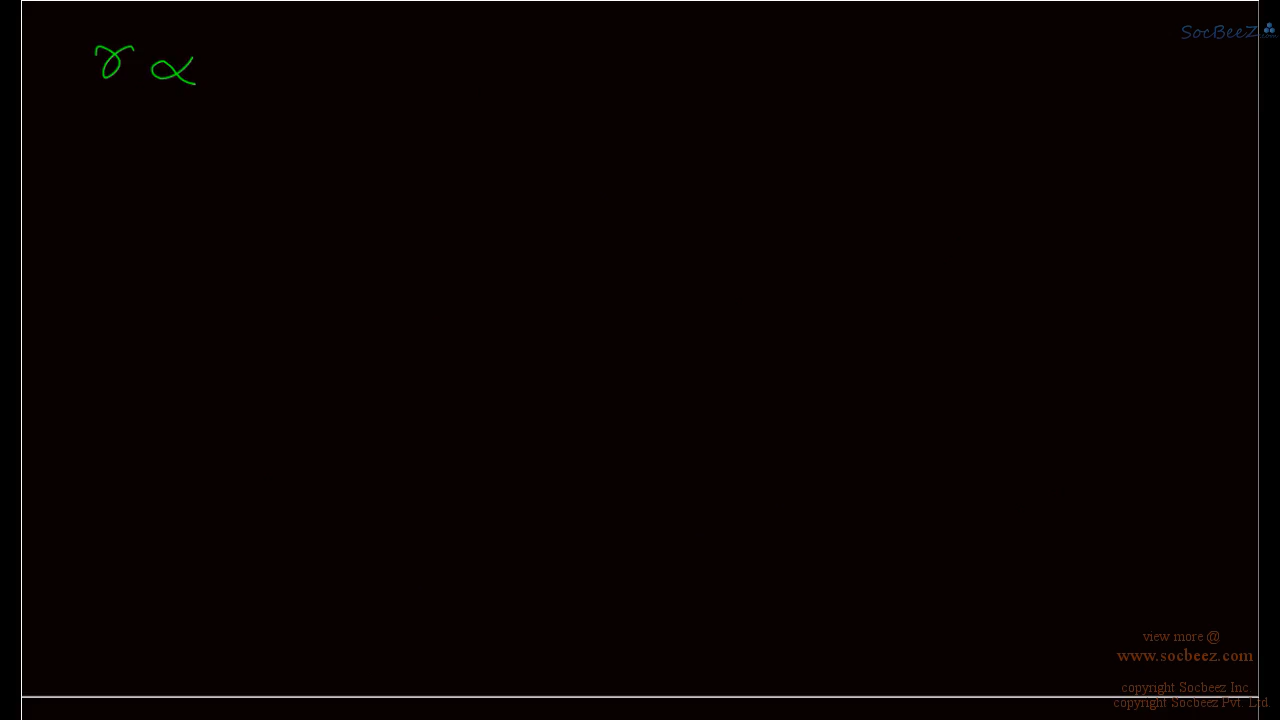 γ α
SocBeeZ
view more @
www.socbeez.com
copyright Socbeez Inc
copyright Socbeez Pvt. Ltd.